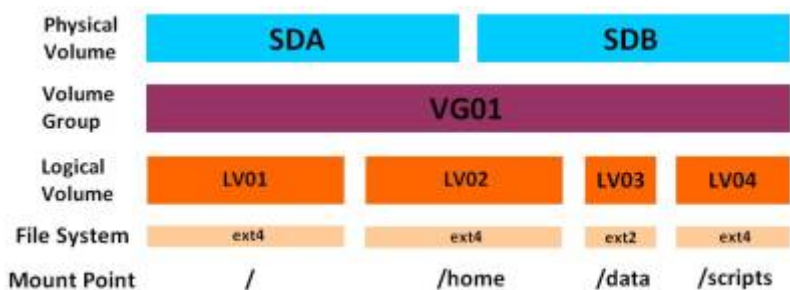 Physical Volume SDA SDB
Volume Group VG01
Logical Volume LV01 LV02 LV03 LV04
File System ext4 ext4 ext2 ext4
Mount Point / /home /data /scripts